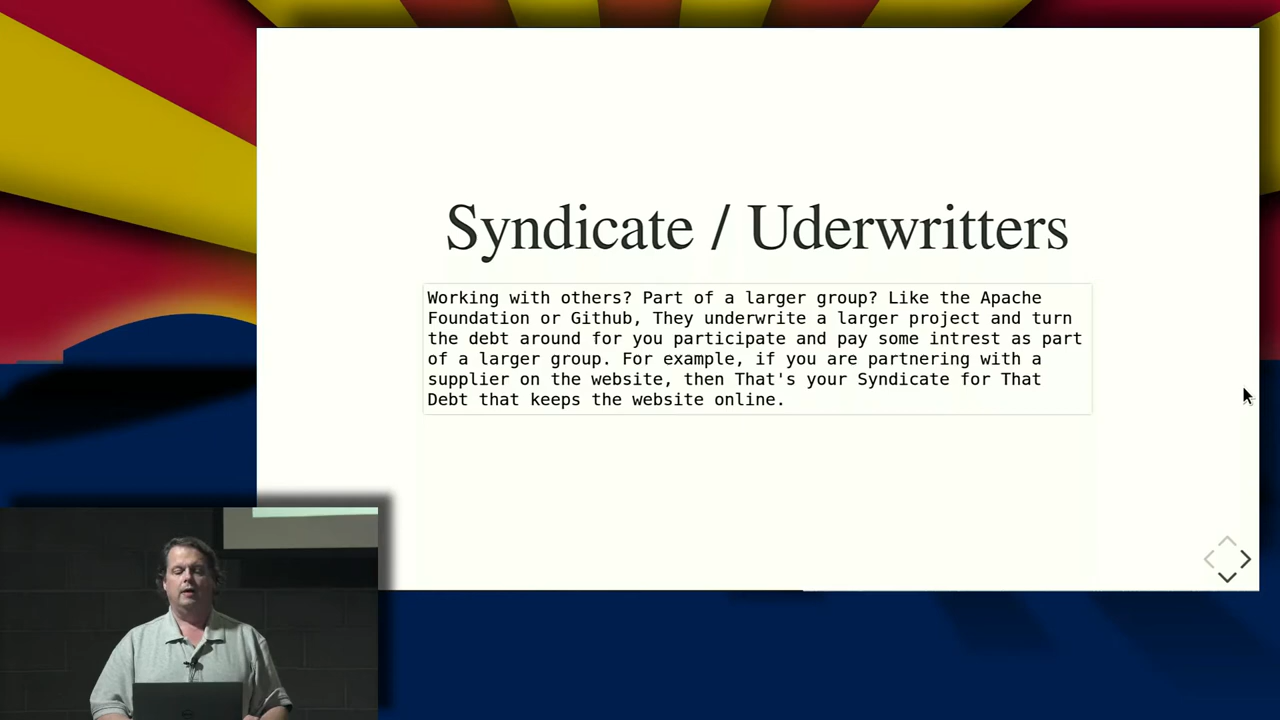 Syndicate / Uderwritters
Working with others? Part of a larger group? Like the Apache
Foundation or Github, They underwrite a larger project and turn
the debt around for you participate and pay some intrest as part
of a larger group. For example, if you are partnering with a
supplier on the website, then That's your Syndicate for That
Debt that keeps the website online.